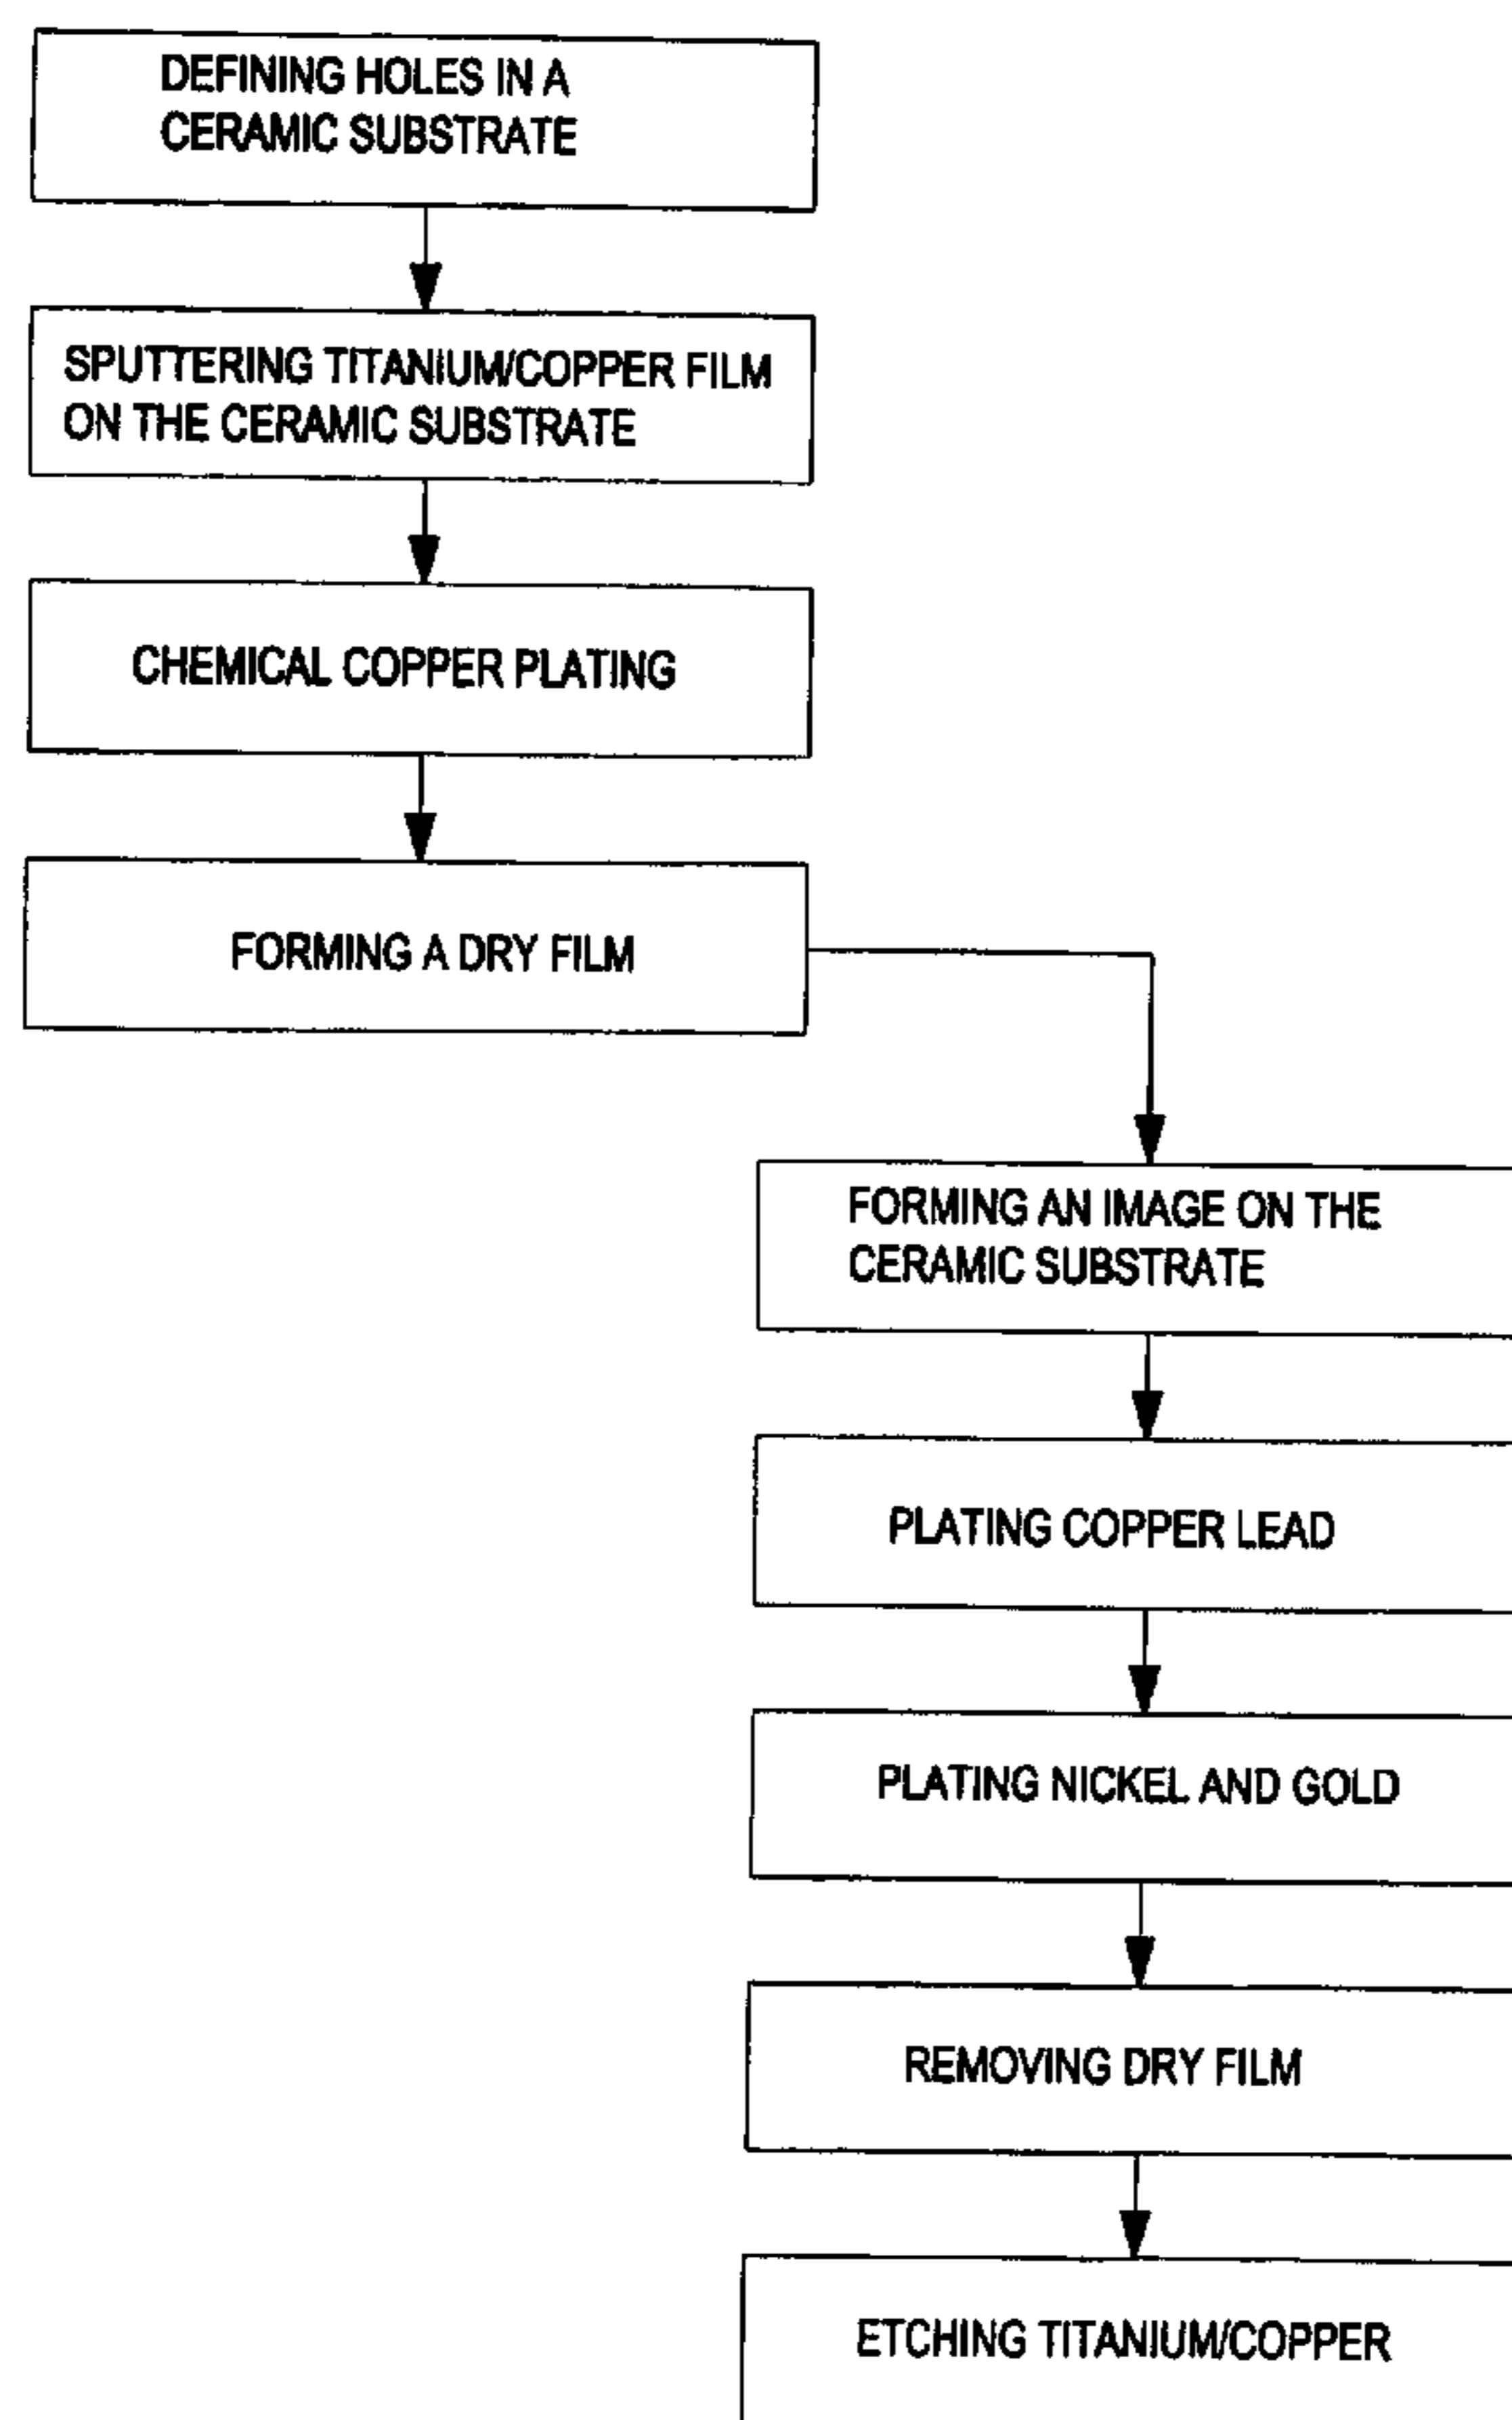 DEFINING HOLES IN A
CERAMIC SUBSTRATE
SPUTTERING TITANIUM/COPPER FILM
ON THE CERAMIC SUBSTRATE
CHEMICAL COPPER PLATING
FORMING A DRY FILM
FORMING AN IMAGE ON THE
CERAMIC SUBSTRATE
PLATING COPPER LEAD
PLATING NICKEL AND GOLD
REMOVING DRY FILM
ETCHING TITANIUM/COPPER